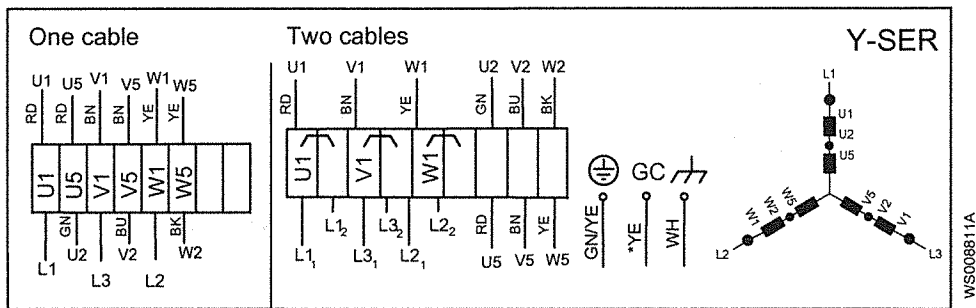 One cable
Two cables
Y-SER
U1 U5 V1 V5 W1 W5
RD RD BN BN YE YE
U1 U5 V1 V5 W1 W5
GN BU BK
L1 U2 L3 V2 L2 W2
U1 V1 W1 U2 V2 W2
RD BN YE GN BU BK
U1 V1 W1
L1₁ L1₂ L3₁ L3₂ L2₁ L2₂
RD BN YE
U5 V5 W5
GC
GN/YE *YE WH
L1
U1
U2
U5
W5
W2
W1
L2
V5
V2
V1
L3
WS008811A